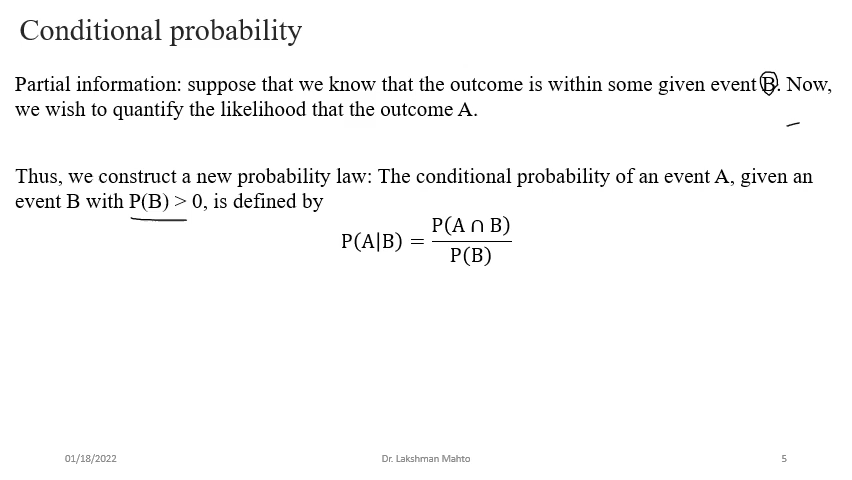 Conditional probability
Partial information: suppose that we know that the outcome is within some given event B. Now,
we wish to quantify the likelihood that the outcome A.
Thus, we construct a new probability law: The conditional probability of an event A, given an
event B with P(B) > 0, is defined by
P(A|B) = P(A ∩ B) / P(B)
01/18/2022 Dr. Lakshman Mahto 5